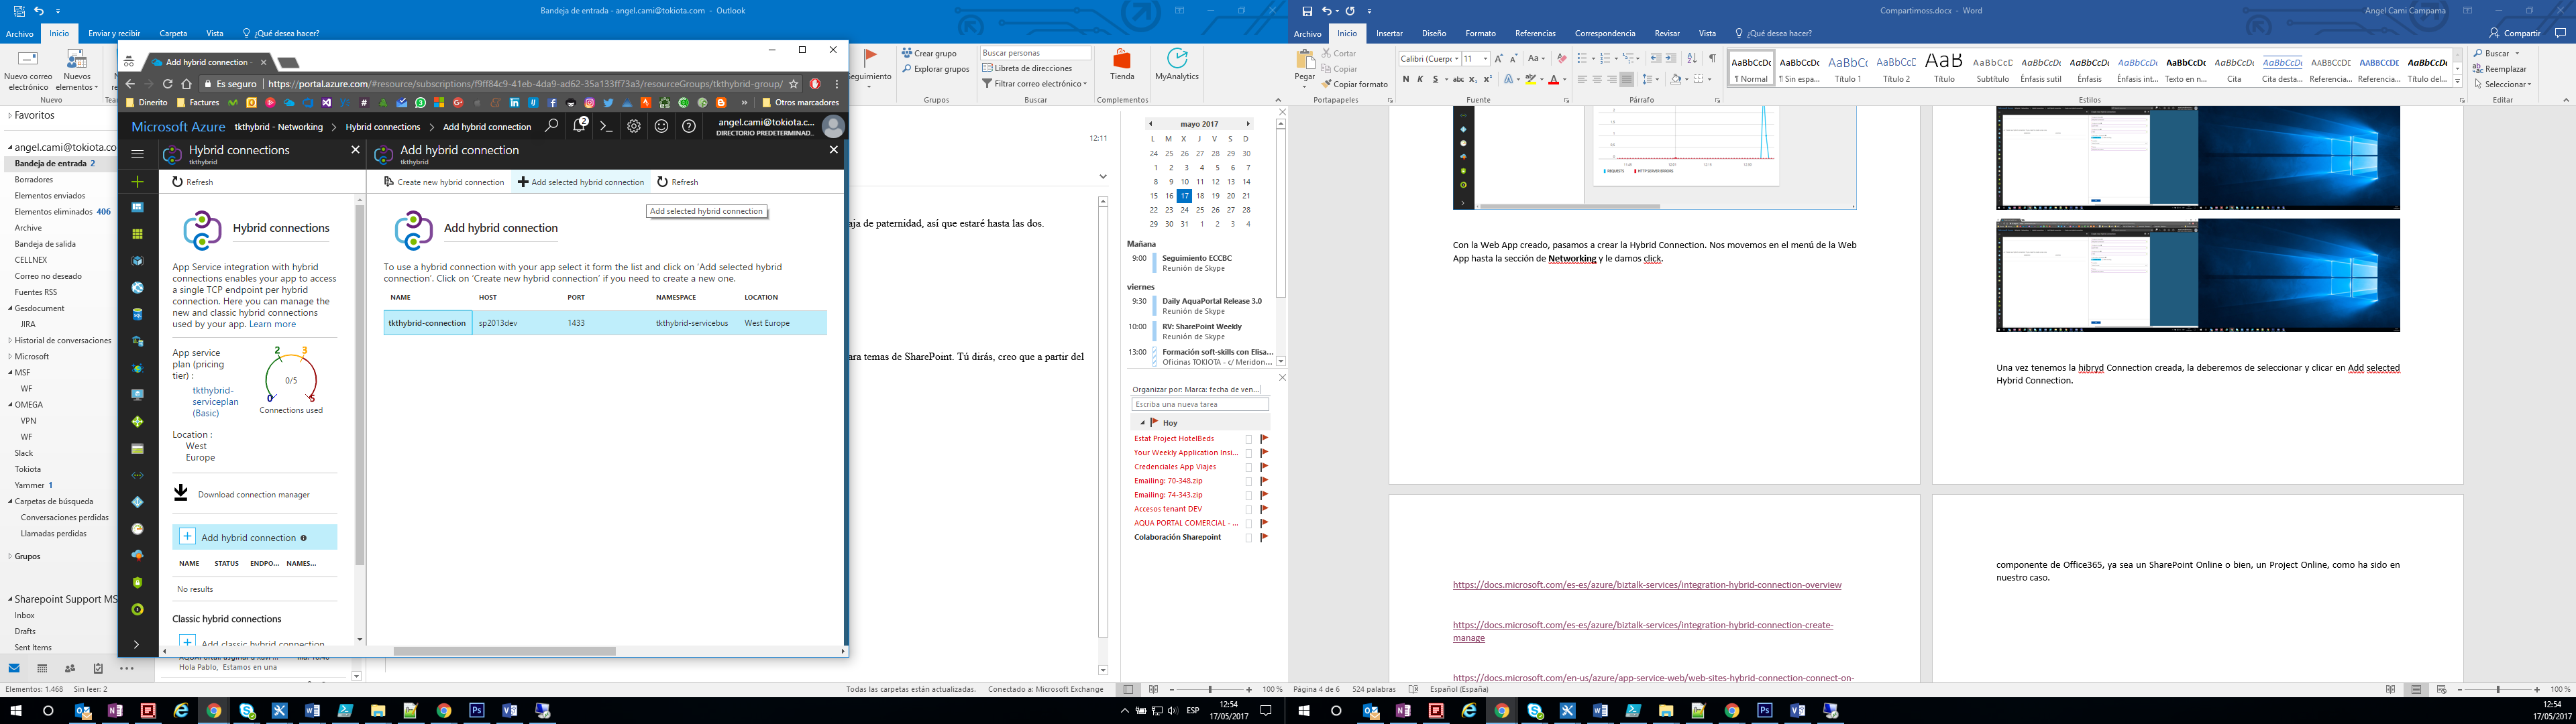 Bandeja de entrada - angel.cami@tokiota.com - Outlook
Archivo Inicio Enviar y recibir Carpeta Vista ¿Qué desea hacer?
Nuevo correo electrónico
Nuevos elementos
Nuevo
Seguimiento
Crear grupo
Explorar grupos
Grupos
Buscar personas
Libreta de direcciones
Filtrar correo electrónico
Buscar
Tienda
Complementos
MyAnalytics
Favoritos
angel.cami@tokiota.co
Bandeja de entrada 2
Borradores
Elementos enviados
Elementos eliminados 406
Archive
Bandeja de salida
CELLNEX
Correo no deseado
Fuentes RSS
Gesdocument
JIRA
Historial de conversaciones
Microsoft
MSF
WF
OMEGA
VPN
WF
Slack
Tokiota
Yammer 1
Carpetas de búsqueda
Conversaciones perdidas
Llamadas perdidas
Grupos
Sharepoint Support MS
Inbox
Drafts
Sent Items
Add hybrid connection
Es seguro https://portal.azure.com/#resource/subscriptions/f9ff84c9-41eb-4da9-ad62-35a133ff73a3/resourceGroups/tkthybrid-group/
Dinerito Factures » Otros marcadores
Microsoft Azure tkthybrid - Networking > Hybrid connections > Add hybrid connection
2
angel.cami@tokiota.c...
DIRECTORIO PREDETERMINAD...
Hybrid connections
tkthybrid
Refresh
Hybrid connections
App Service integration with hybrid
connections enables your app to access
a single TCP endpoint per hybrid
connection. Here you can manage the
new and classic hybrid connections
used by your app. Learn more
App service
plan (pricing
tier) :
tkthybrid-
serviceplan
(Basic)
2 3
0/5
0 5
Connections used
Location :
West
Europe
Download connection manager
Add hybrid connection
NAME STATUS ENDPO... NAMES...
No results
Classic hybrid connections
Add classic hybrid connection
Add hybrid connection
tkthybrid
Create new hybrid connection Add selected hybrid connection Refresh
Add selected hybrid connection
Add hybrid connection
To use a hybrid connection with your app select it form the list and click on 'Add selected hybrid
connection'. Click on 'Create new hybrid connection' if you need to create a new one.
NAME HOST PORT NAMESPACE LOCATION
tkthybrid-connection sp2013dev 1433 tkthybrid-servicebus West Europe
Hola Pablo, Estamos en una
12:11
aja de paternidad, así que estaré hasta las dos.
ara temas de SharePoint. Tú dirás, creo que a partir del
mayo 2017
L M X J V S D
24 25 26 27 28 29 30
1 2 3 4 5 6 7
8 9 10 11 12 13 14
15 16 17 18 19 20 21
22 23 24 25 26 27 28
29 30 31 1 2 3 4
Mañana
9:00 Seguimiento ECCBC
Reunión de Skype
viernes
9:30 Daily AquaPortal Release 3.0
Reunión de Skype
10:00 RV: SharePoint Weekly
Reunión de Skype
13:00 Formación soft-skills con Elisa...
Oficinas TOKIOTA - c/ Meridon...
Organizar por: Marca: fecha de ven...
Escriba una nueva tarea
Hoy
Estat Project HotelBeds
Your Weekly Application Insi...
Credenciales App Viajes
Emailing: 70-348.zip
Emailing: 74-343.zip
Accesos tenant DEV
AQUA PORTAL COMERCIAL - ...
Colaboración Sharepoint
Elementos: 1.468 Sin leer: 2
Todas las carpetas están actualizadas. Conectado a: Microsoft Exchange 100 %
ESP 12:54
17/05/2017
Compartimoss.docx - Word
Angel Cami Campama
Archivo Inicio Insertar Diseño Formato Referencias Correspondencia Revisar Vista ¿Qué desea hacer?
Compartir
Pegar
Cortar
Copiar
Copiar formato
Portapapeles
Calibri (Cuerpo 11
Fuente
Párrafo
¶ Normal ¶ Sin espa... Título 1 Título 2 Título Subtítulo Énfasis sutil Énfasis Énfasis int... Texto en n... Cita Cita desta... Referencia... Referencia... Título del...
Estilos
Buscar
Reemplazar
Seleccionar
Editar
REQUESTS HTTP SERVER ERRORS
Con la Web App creado, pasamos a crear la Hybrid Connection. Nos movemos en el menú de la Web
App hasta la sección de Networking y le damos click.
Una vez tenemos la hibryd Connection creada, la deberemos de seleccionar y clicar en Add selected
Hybrid Connection.
https://docs.microsoft.com/es-es/azure/biztalk-services/integration-hybrid-connection-overview
https://docs.microsoft.com/es-es/azure/biztalk-services/integration-hybrid-connection-create-
manage
https://docs.microsoft.com/en-us/azure/app-service-web/web-sites-hybrid-connection-connect-on-
componente de Office365, ya sea un SharePoint Online o bien, un Project Online, como ha sido en
nuestro caso.
Página 4 de 6 524 palabras Español (España) 100 %
12:54
17/05/2017